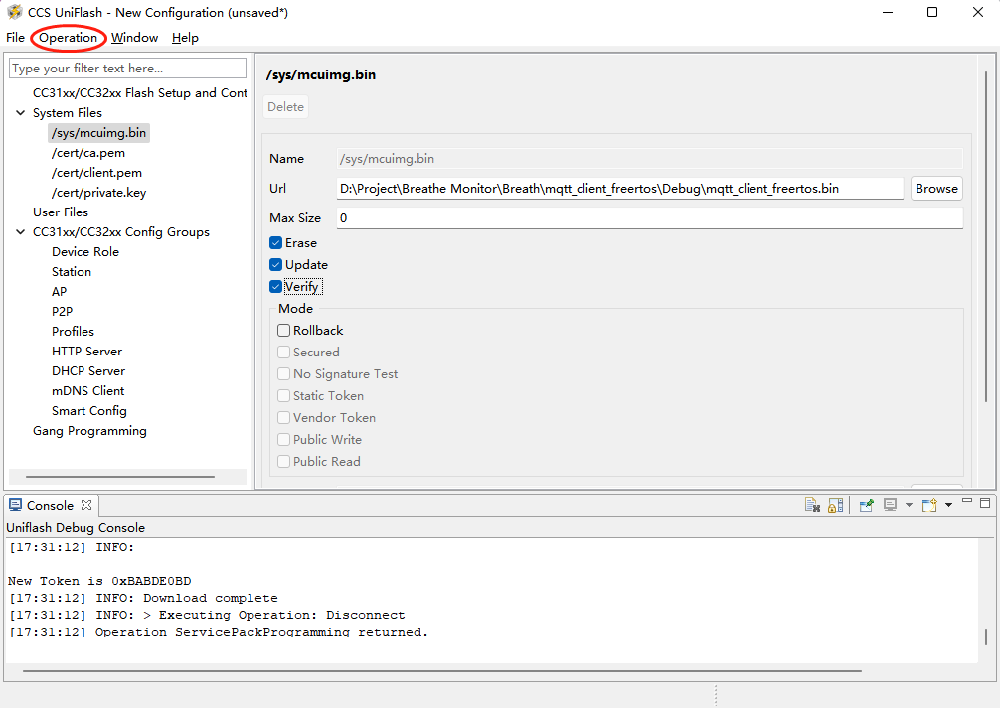 CCS UniFlash - New Configuration (unsaved*)
File Operation Window Help
Type your filter text here...
CC31xx/CC32xx Flash Setup and Cont
System Files
/sys/mcuimg.bin
/cert/ca.pem
/cert/client.pem
/cert/private.key
User Files
CC31xx/CC32xx Config Groups
Device Role
Station
AP
P2P
Profiles
HTTP Server
DHCP Server
mDNS Client
Smart Config
Gang Programming
/sys/mcuimg.bin
Delete
Name /sys/mcuimg.bin
Url D:\Project\Breathe Monitor\Breath\mqtt_client_freertos\Debug\mqtt_client_freertos.bin Browse
Max Size 0
Erase
Update
Verify
Mode
Rollback
Secured
No Signature Test
Static Token
Vendor Token
Public Write
Public Read
Console
Uniflash Debug Console
[17:31:12] INFO:
New Token is 0xBABDE0BD
[17:31:12] INFO: Download complete
[17:31:12] INFO: > Executing Operation: Disconnect
[17:31:12] Operation ServicePackProgramming returned.